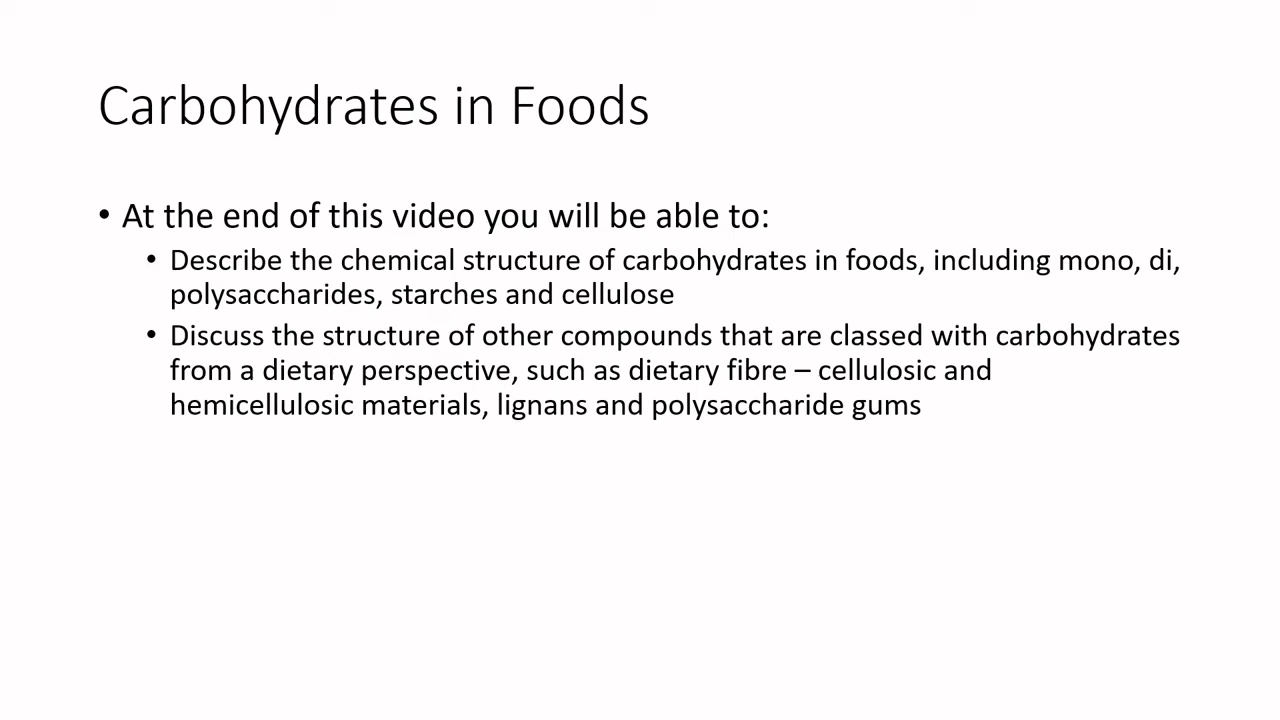 Carbohydrates in Foods
• At the end of this video you will be able to:
• Describe the chemical structure of carbohydrates in foods, including mono, di,
polysaccharides, starches and cellulose
• Discuss the structure of other compounds that are classed with carbohydrates
from a dietary perspective, such as dietary fibre – cellulosic and
hemicellulosic materials, lignans and polysaccharide gums